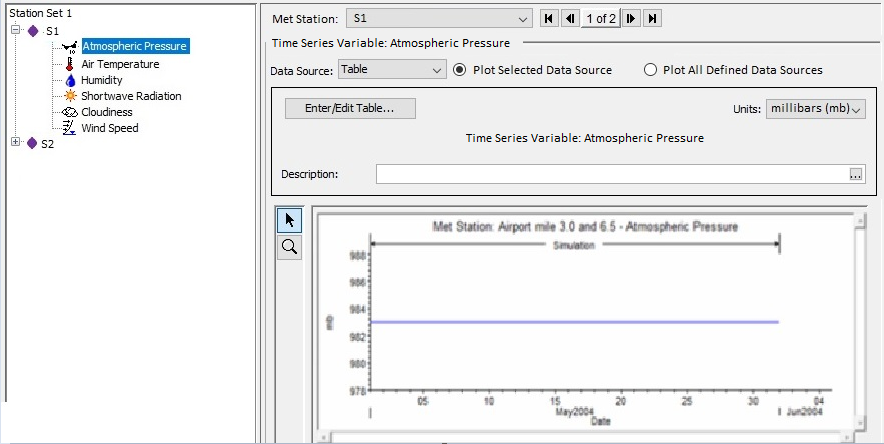 Station Set 1
S1
Atmospheric Pressure
Air Temperature
Humidity
Shortwave Radiation
Cloudiness
Wind Speed
S2
Met Station: S1 1 of 2
Time Series Variable: Atmospheric Pressure
Data Source: Table Plot Selected Data Source Plot All Defined Data Sources
Enter/Edit Table... Units: millibars (mb)
Time Series Variable: Atmospheric Pressure
Description: ...
Met Station: Airport mile 3.0 and 6.5 - Atmospheric Pressure
Simulation
988
986
984
982
980
978
mb
05 10 15 20 25 30 04
May2004 Jun2004
Date